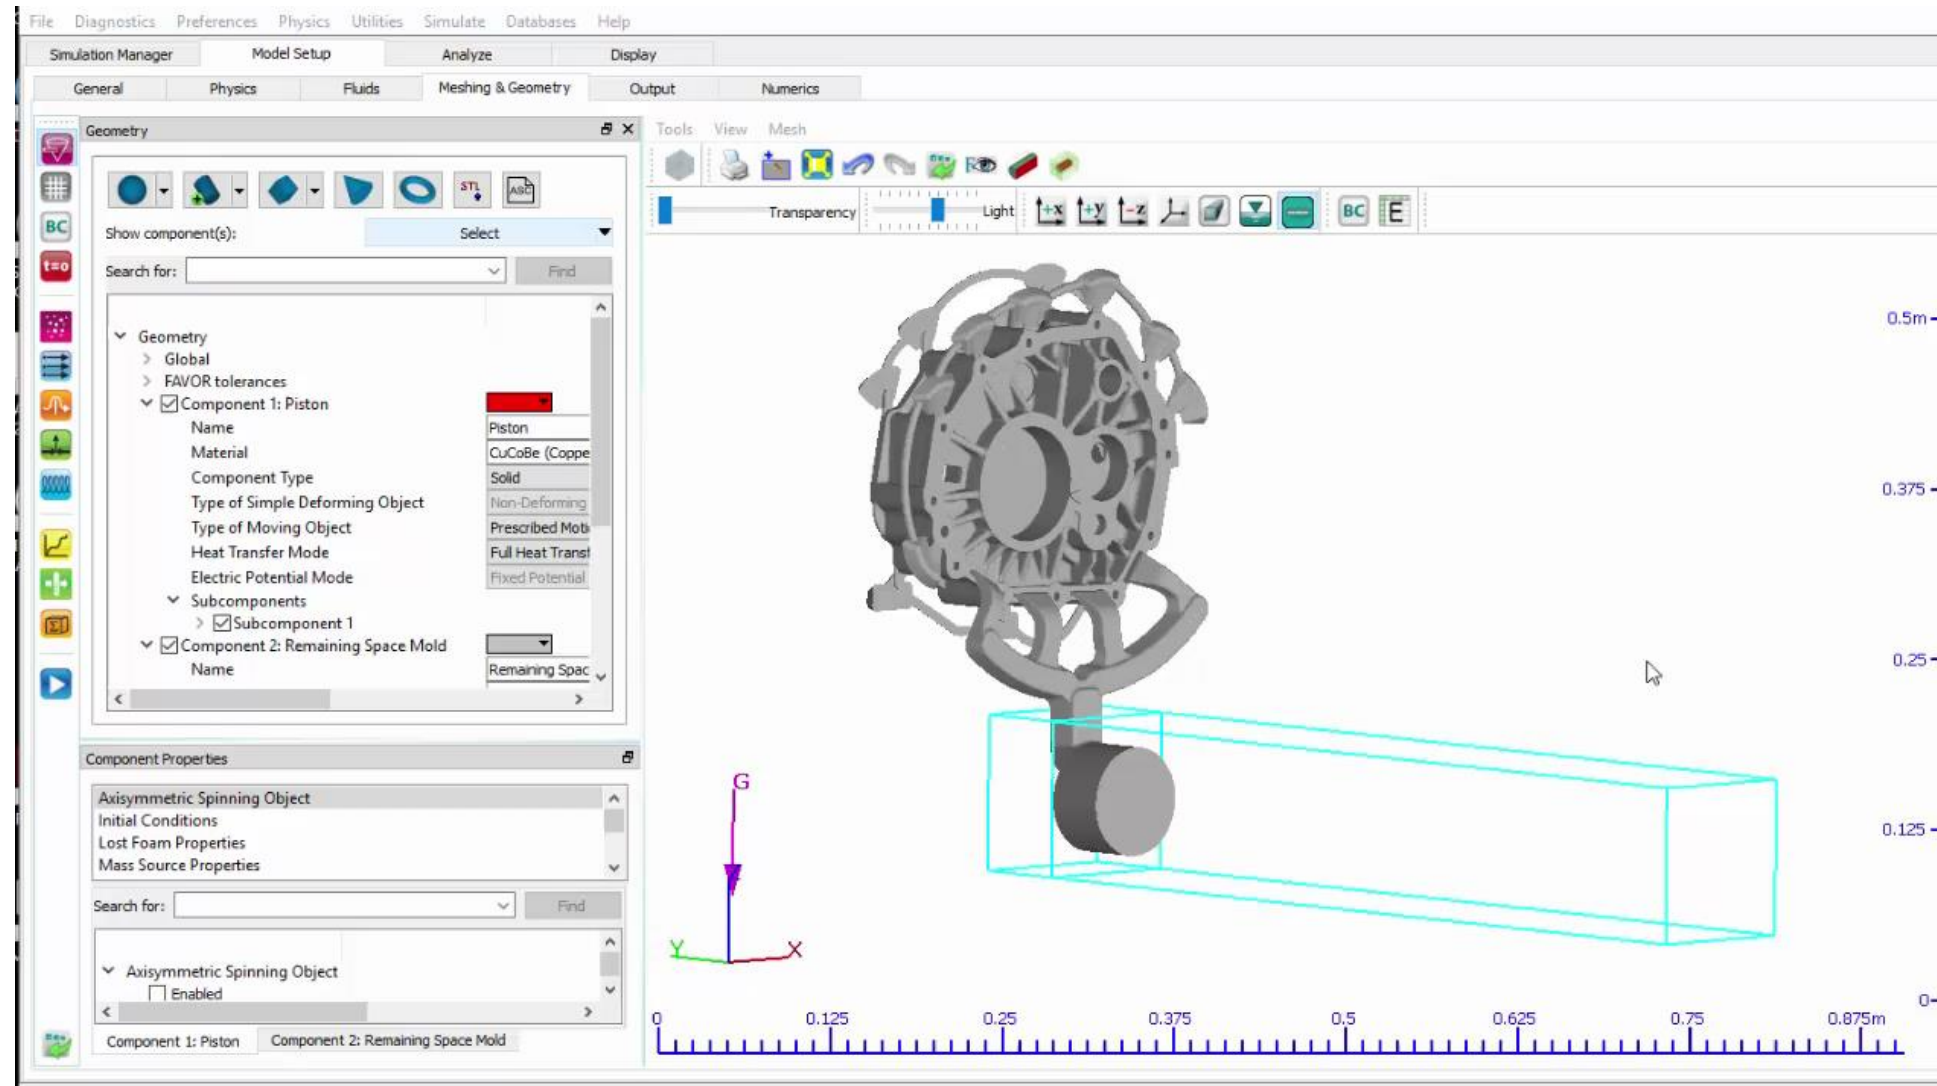 File Diagnostics Preferences Physics Utilities Simulate Databases Help
Simulation Manager Model Setup Analyze Display
General Physics Fluids Meshing & Geometry Output Numerics
Geometry
Tools View Mesh
STL ASC
Show component(s): Select
Search for: Find
Transparency Light +x +y -z BC E
BC
t=0
Geometry
Global
FAVOR tolerances
Component 1: Piston
Name Piston
Material CuCoBe (Coppe
Component Type Solid
Type of Simple Deforming Object Non-Deforming
Type of Moving Object Prescribed Moti
Heat Transfer Mode Full Heat Transf
Electric Potential Mode Fixed Potential
Subcomponents
Subcomponent 1
Component 2: Remaining Space Mold
Name Remaining Spac
Component Properties
Axisymmetric Spinning Object
Initial Conditions
Lost Foam Properties
Mass Source Properties
Search for: Find
Axisymmetric Spinning Object
Enabled
Component 1: Piston Component 2: Remaining Space Mold
G
Y X
0.5m
0.375
0.25
0.125
0
0 0.125 0.25 0.375 0.5 0.625 0.75 0.875m